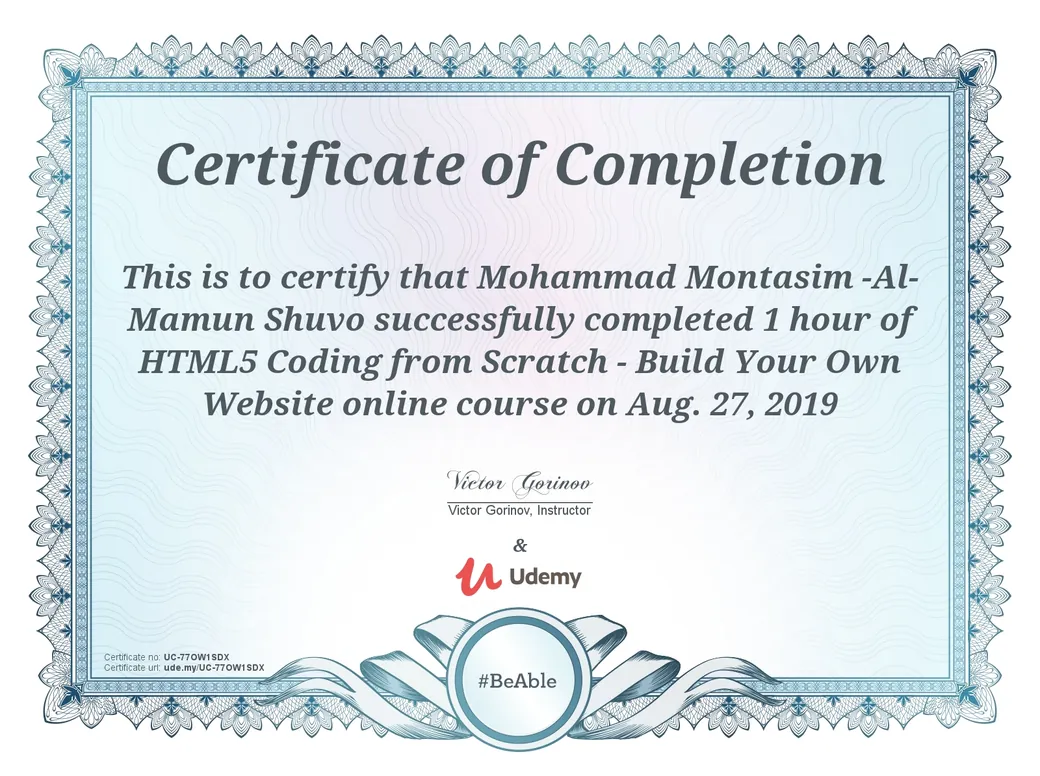 Certificate of Completion
This is to certify that Mohammad Montasim -Al-
Mamun Shuvo successfully completed 1 hour of
HTML5 Coding from Scratch - Build Your Own
Website online course on Aug. 27, 2019
Victor Gorinov
Victor Gorinov, Instructor
&
Udemy
#BeAble
Certificate no: UC-77OW1SDX
Certificate url: ude.my/UC-77OW1SDX